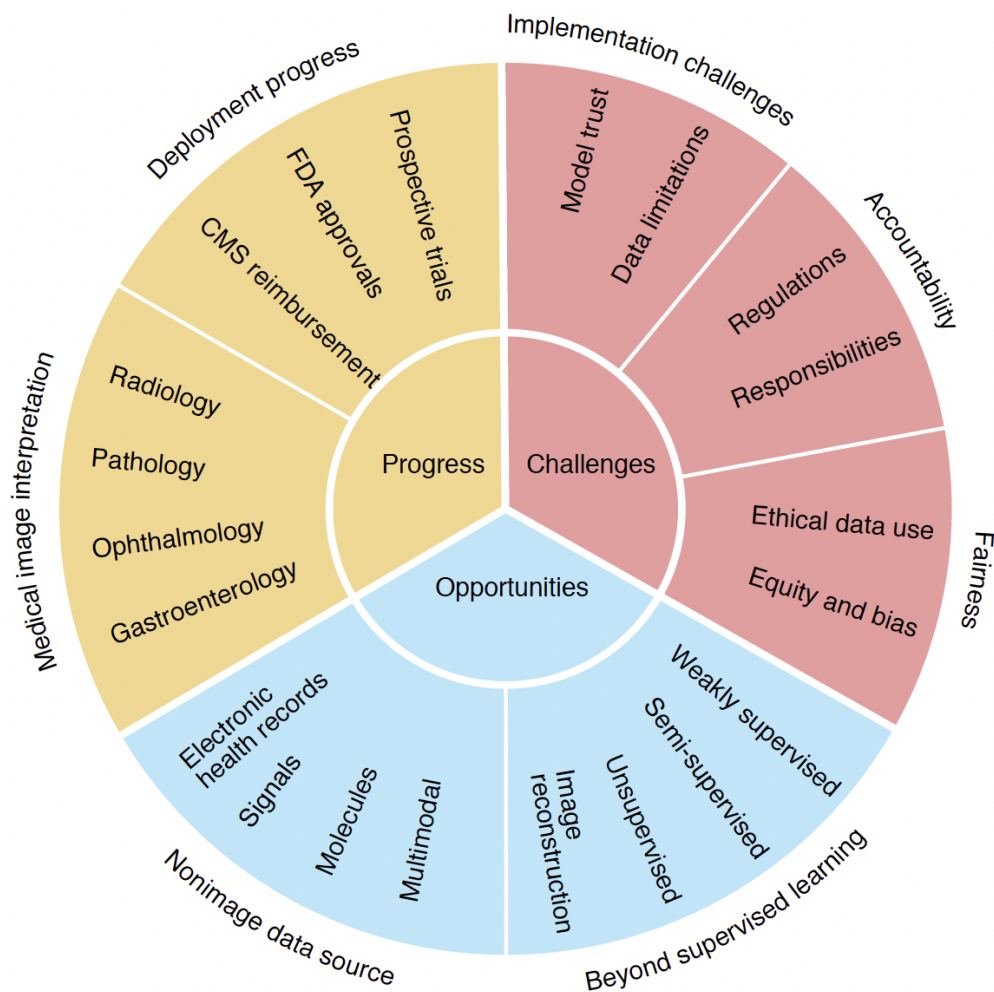 Implementation challenges
Model trust
Data limitations
Accountability
Regulations
Responsibilities
Fairness
Ethical data use
Equity and bias
Challenges
Opportunities
Weakly supervised
Semi-supervised
Unsupervised
Image
reconstruction
Beyond supervised learning
Multimodal
Molecules
Signals
Electronic
health records
Nonimage data source
Progress
Medical image interpretation
Radiology
Pathology
Ophthalmology
Gastroenterology
Deployment progress
CMS reimbursement
FDA approvals
Prospective trials